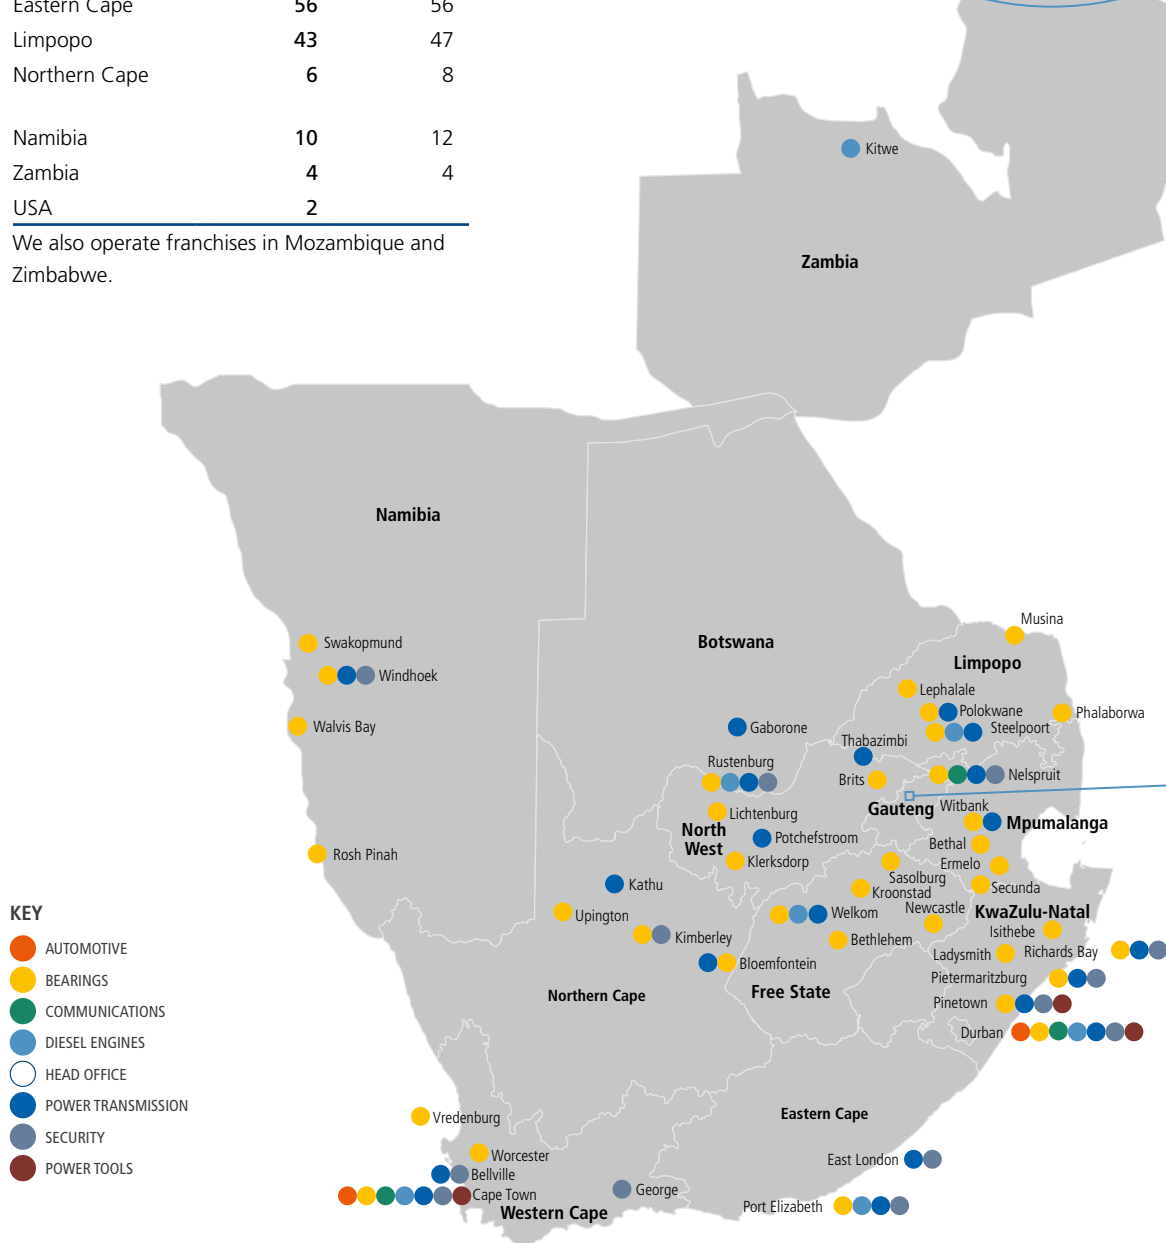 Eastern Cape 56 56
Limpopo 43 47
Northern Cape 6 8
Namibia 10 12
Zambia 4 4
USA 2
We also operate franchises in Mozambique and
Zimbabwe.
Kitwe
Zambia
Namibia
Botswana
Swakopmund
Windhoek
Walvis Bay
Rosh Pinah
Musina
Limpopo
Lephalale
Polokwane
Phalaborwa
Steelpoort
Gaborone
Thabazimbi
Rustenburg
Brits
Nelspruit
Gauteng
Witbank
Lichtenburg
Mpumalanga
North
West
Potchefstroom
Bethal
Klerksdorp
Ermelo
Sasolburg
Kathu
Kroonstad
Secunda
Upington
Welkom
Newcastle
KwaZulu-Natal
Isithebe
Kimberley
Bethlehem
Ladysmith
Richards Bay
Bloemfontein
Pietermaritzburg
Northern Cape
Free State
Pinetown
Durban
Eastern Cape
Vredenburg
Worcester
Bellville
Cape Town
George
Western Cape
East London
Port Elizabeth
KEY
AUTOMOTIVE
BEARINGS
COMMUNICATIONS
DIESEL ENGINES
HEAD OFFICE
POWER TRANSMISSION
SECURITY
POWER TOOLS